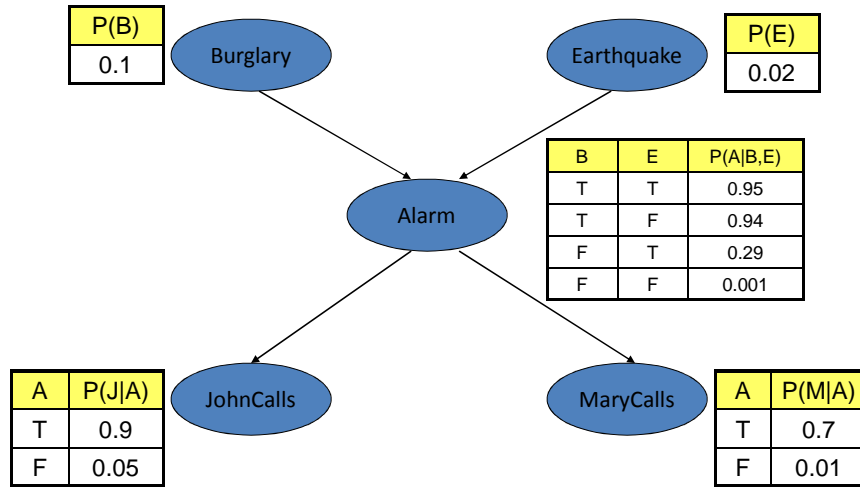 P(B)
0.1
Burglary
Earthquake
P(E)
0.02
B E P(A|B,E)
T T 0.95
T F 0.94
F T 0.29
F F 0.001
Alarm
A P(J|A)
T 0.9
F 0.05
JohnCalls
MaryCalls
A P(M|A)
T 0.7
F 0.01